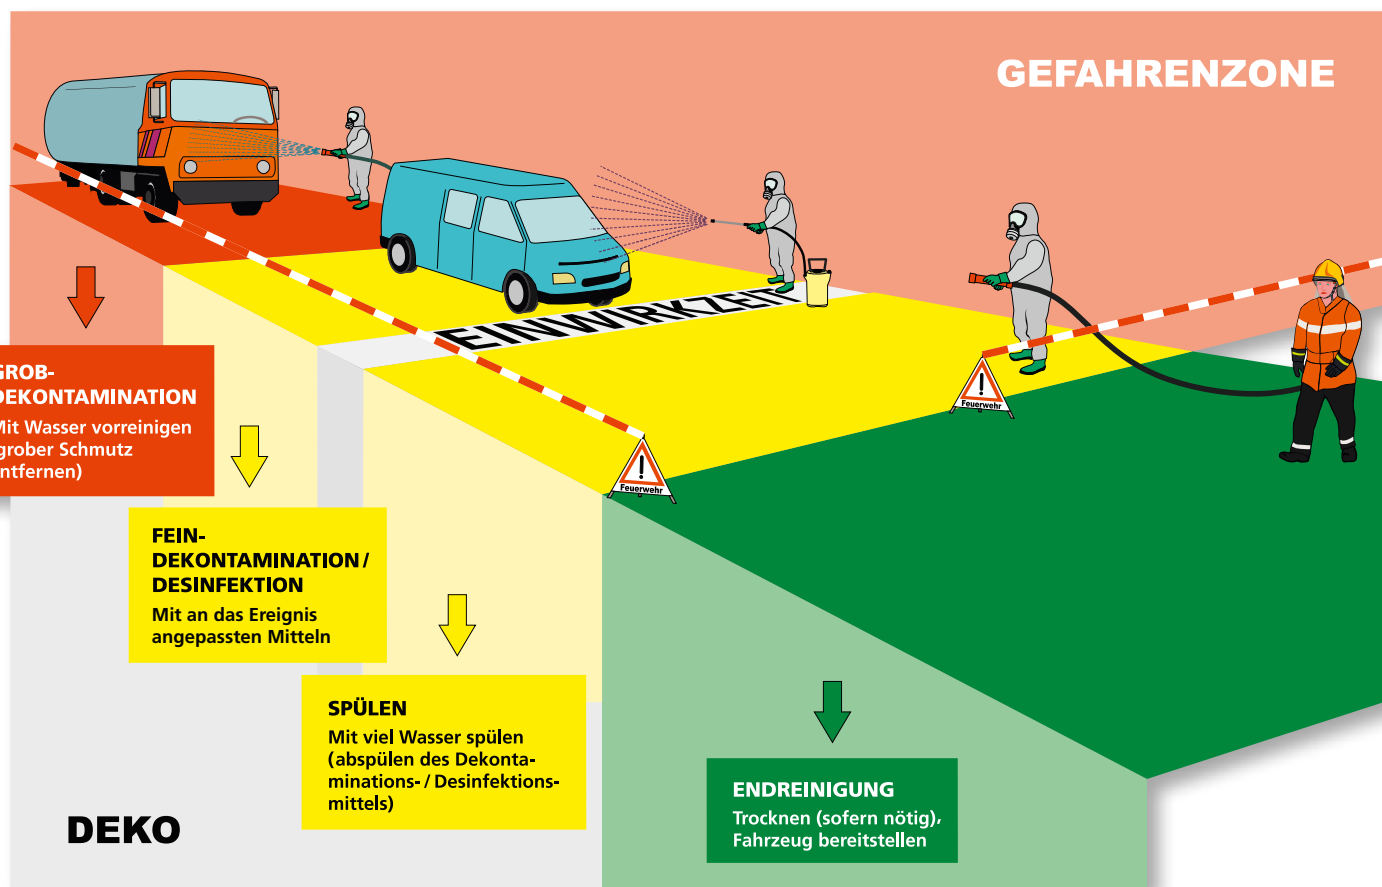 GEFAHRENZONE
EINWIRKZEIT
Feuerwehr
Feuerwehr
GROB-
DEKONTAMINATION
Mit Wasser vorreinigen
(grober Schmutz
entfernen)
FEIN-
DEKONTAMINATION /
DESINFEKTION
Mit an das Ereignis
angepassten Mitteln
SPÜLEN
Mit viel Wasser spülen
(abspülen des Dekonta-
minations- / Desinfektions-
mittels)
ENDREINIGUNG
Trocknen (sofern nötig),
Fahrzeug bereitstellen
DEKO